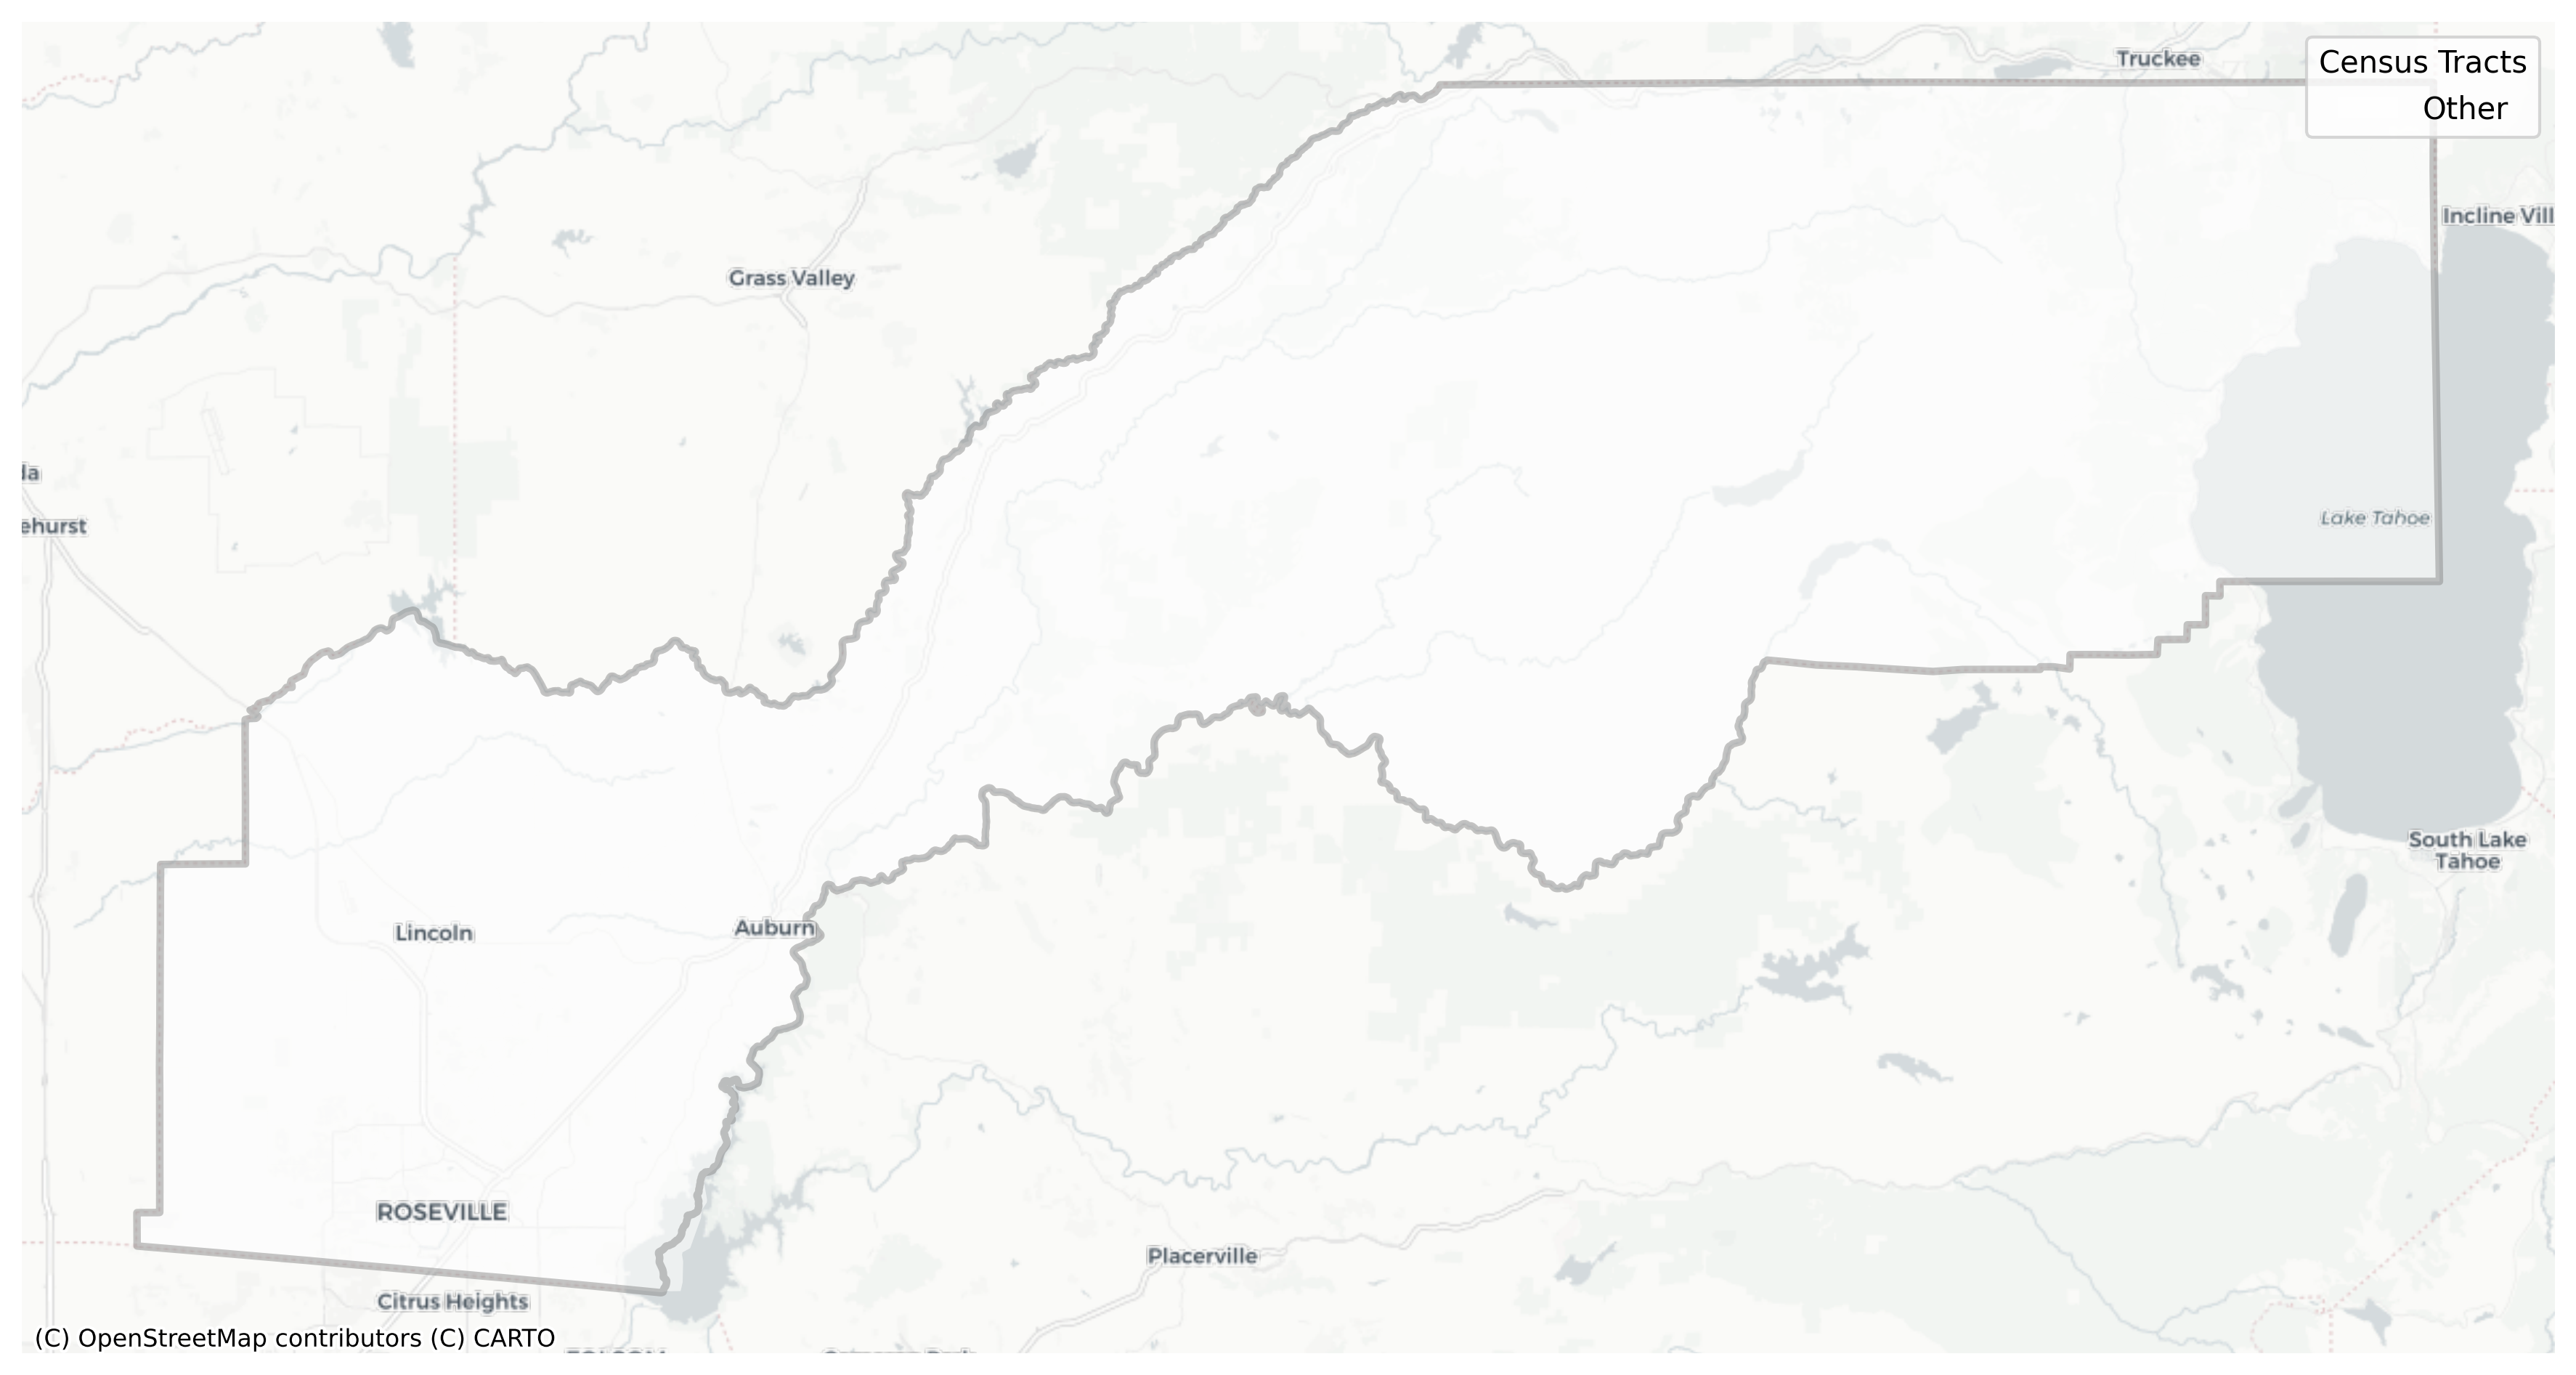 Truckee
Census Tracts
Other
Incline Vill
Grass Valley
da
ehurst
Lake Tahoe
South Lake
Tahoe
Lincoln
Auburn
ROSEVILLE
Placerville
Citrus Heights
(C) OpenStreetMap contributors (C) CARTO